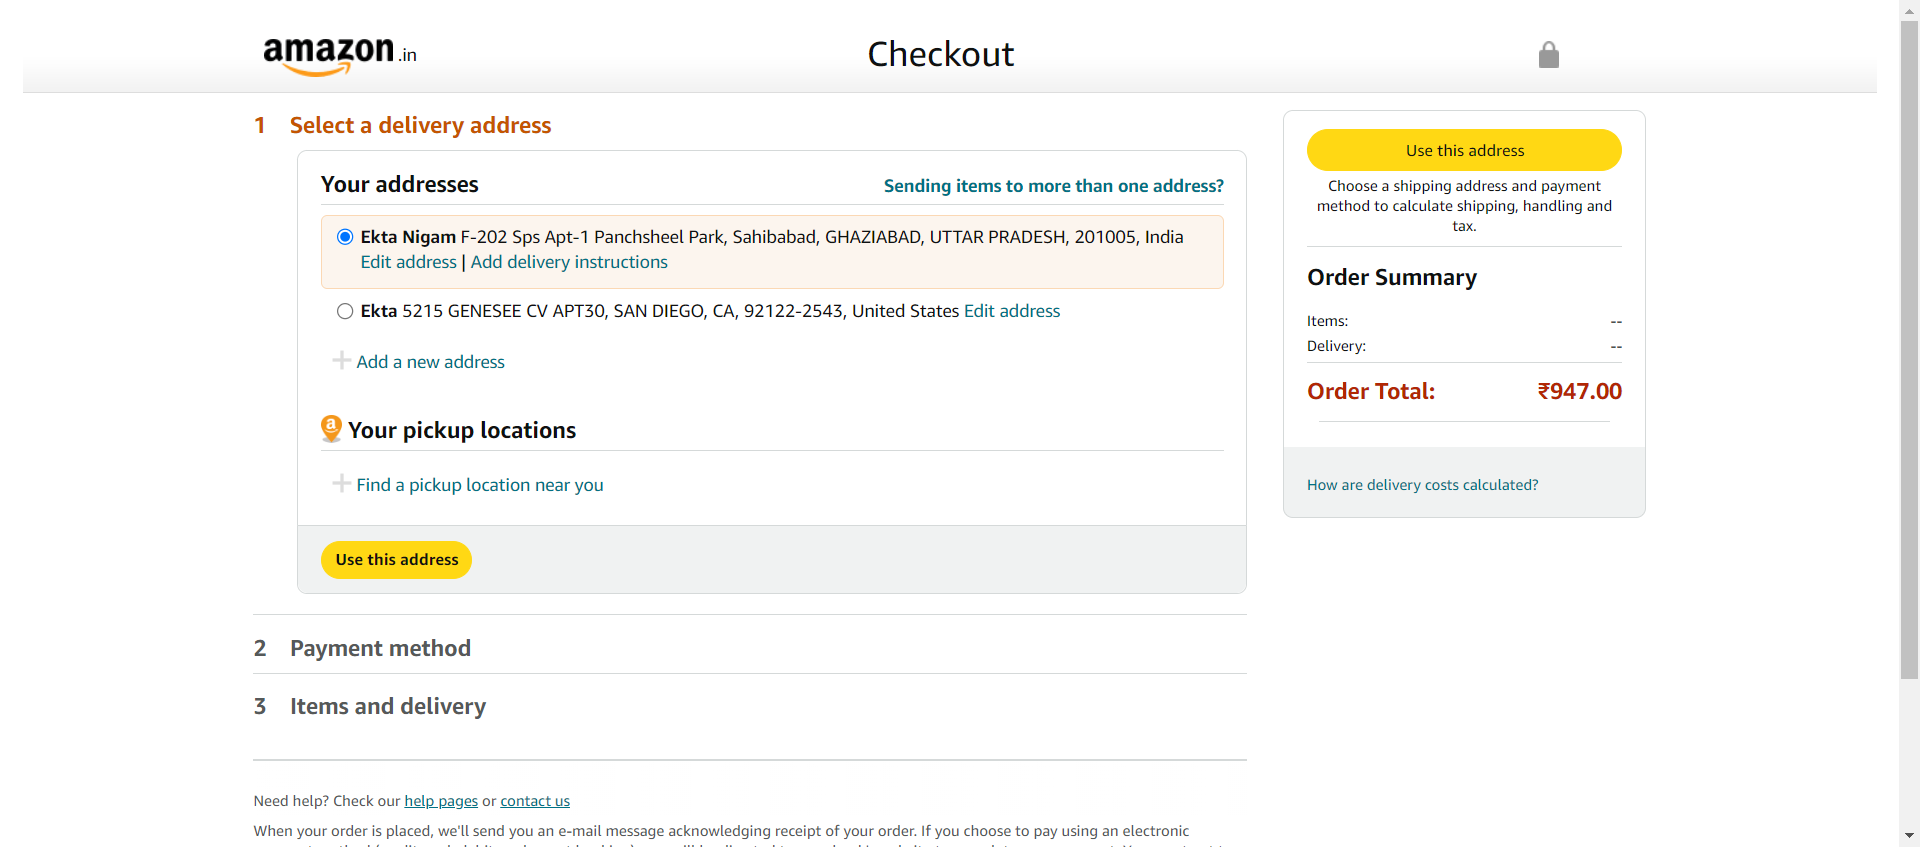 amazon.in
Checkout
1 Select a delivery address
Your addresses
Sending items to more than one address?
Ekta Nigam F-202 Sps Apt-1 Panchsheel Park, Sahibabad, GHAZIABAD, UTTAR PRADESH, 201005, India
Edit address | Add delivery instructions
Ekta 5215 GENESEE CV APT30, SAN DIEGO, CA, 92122-2543, United States Edit address
Add a new address
Your pickup locations
Find a pickup location near you
Use this address
2 Payment method
3 Items and delivery
Need help? Check our help pages or contact us
When your order is placed, we'll send you an e-mail message acknowledging receipt of your order. If you choose to pay using an electronic
Use this address
Choose a shipping address and payment
method to calculate shipping, handling and
tax.
Order Summary
Items: --
Delivery: --
Order Total: ₹947.00
How are delivery costs calculated?